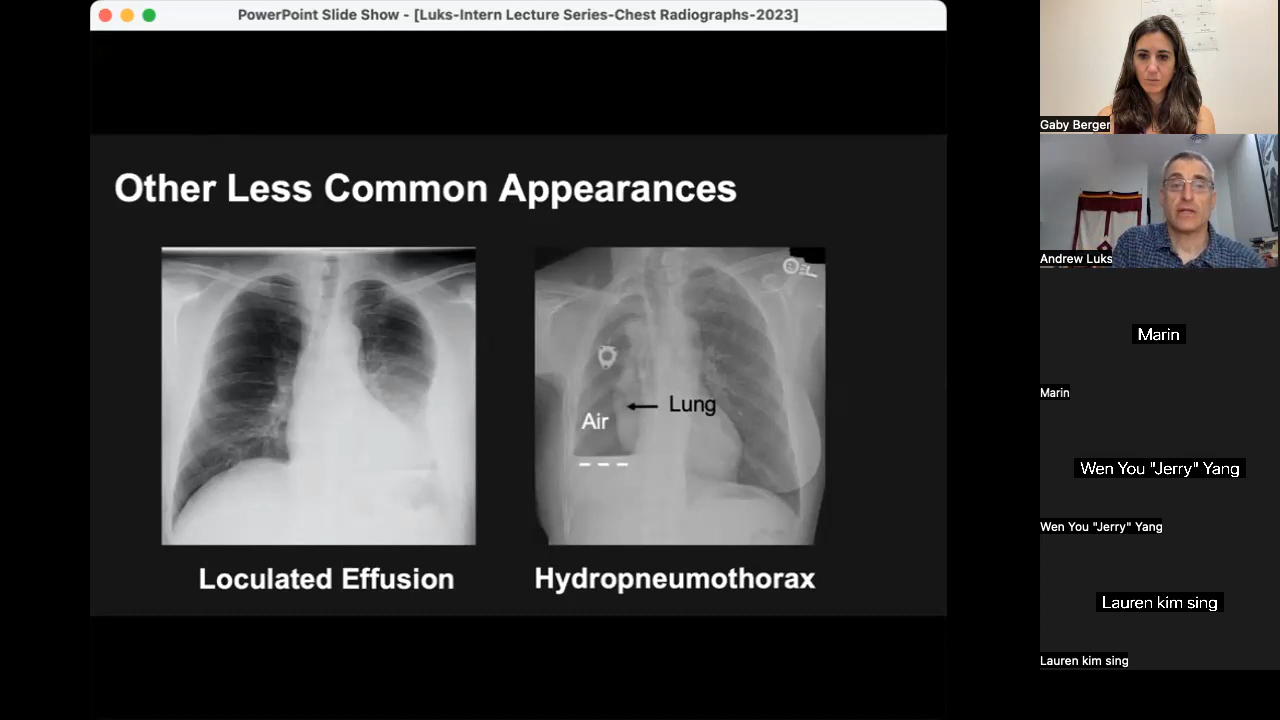 PowerPoint Slide Show - [Luks-Intern Lecture Series-Chest Radiographs-2023]
Other Less Common Appearances
Air
Lung
Loculated Effusion
Hydropneumothorax
Gaby Berger
Andrew Luks
Marin
Marin
Wen You "Jerry" Yang
Wen You "Jerry" Yang
Lauren kim sing
Lauren kim sing